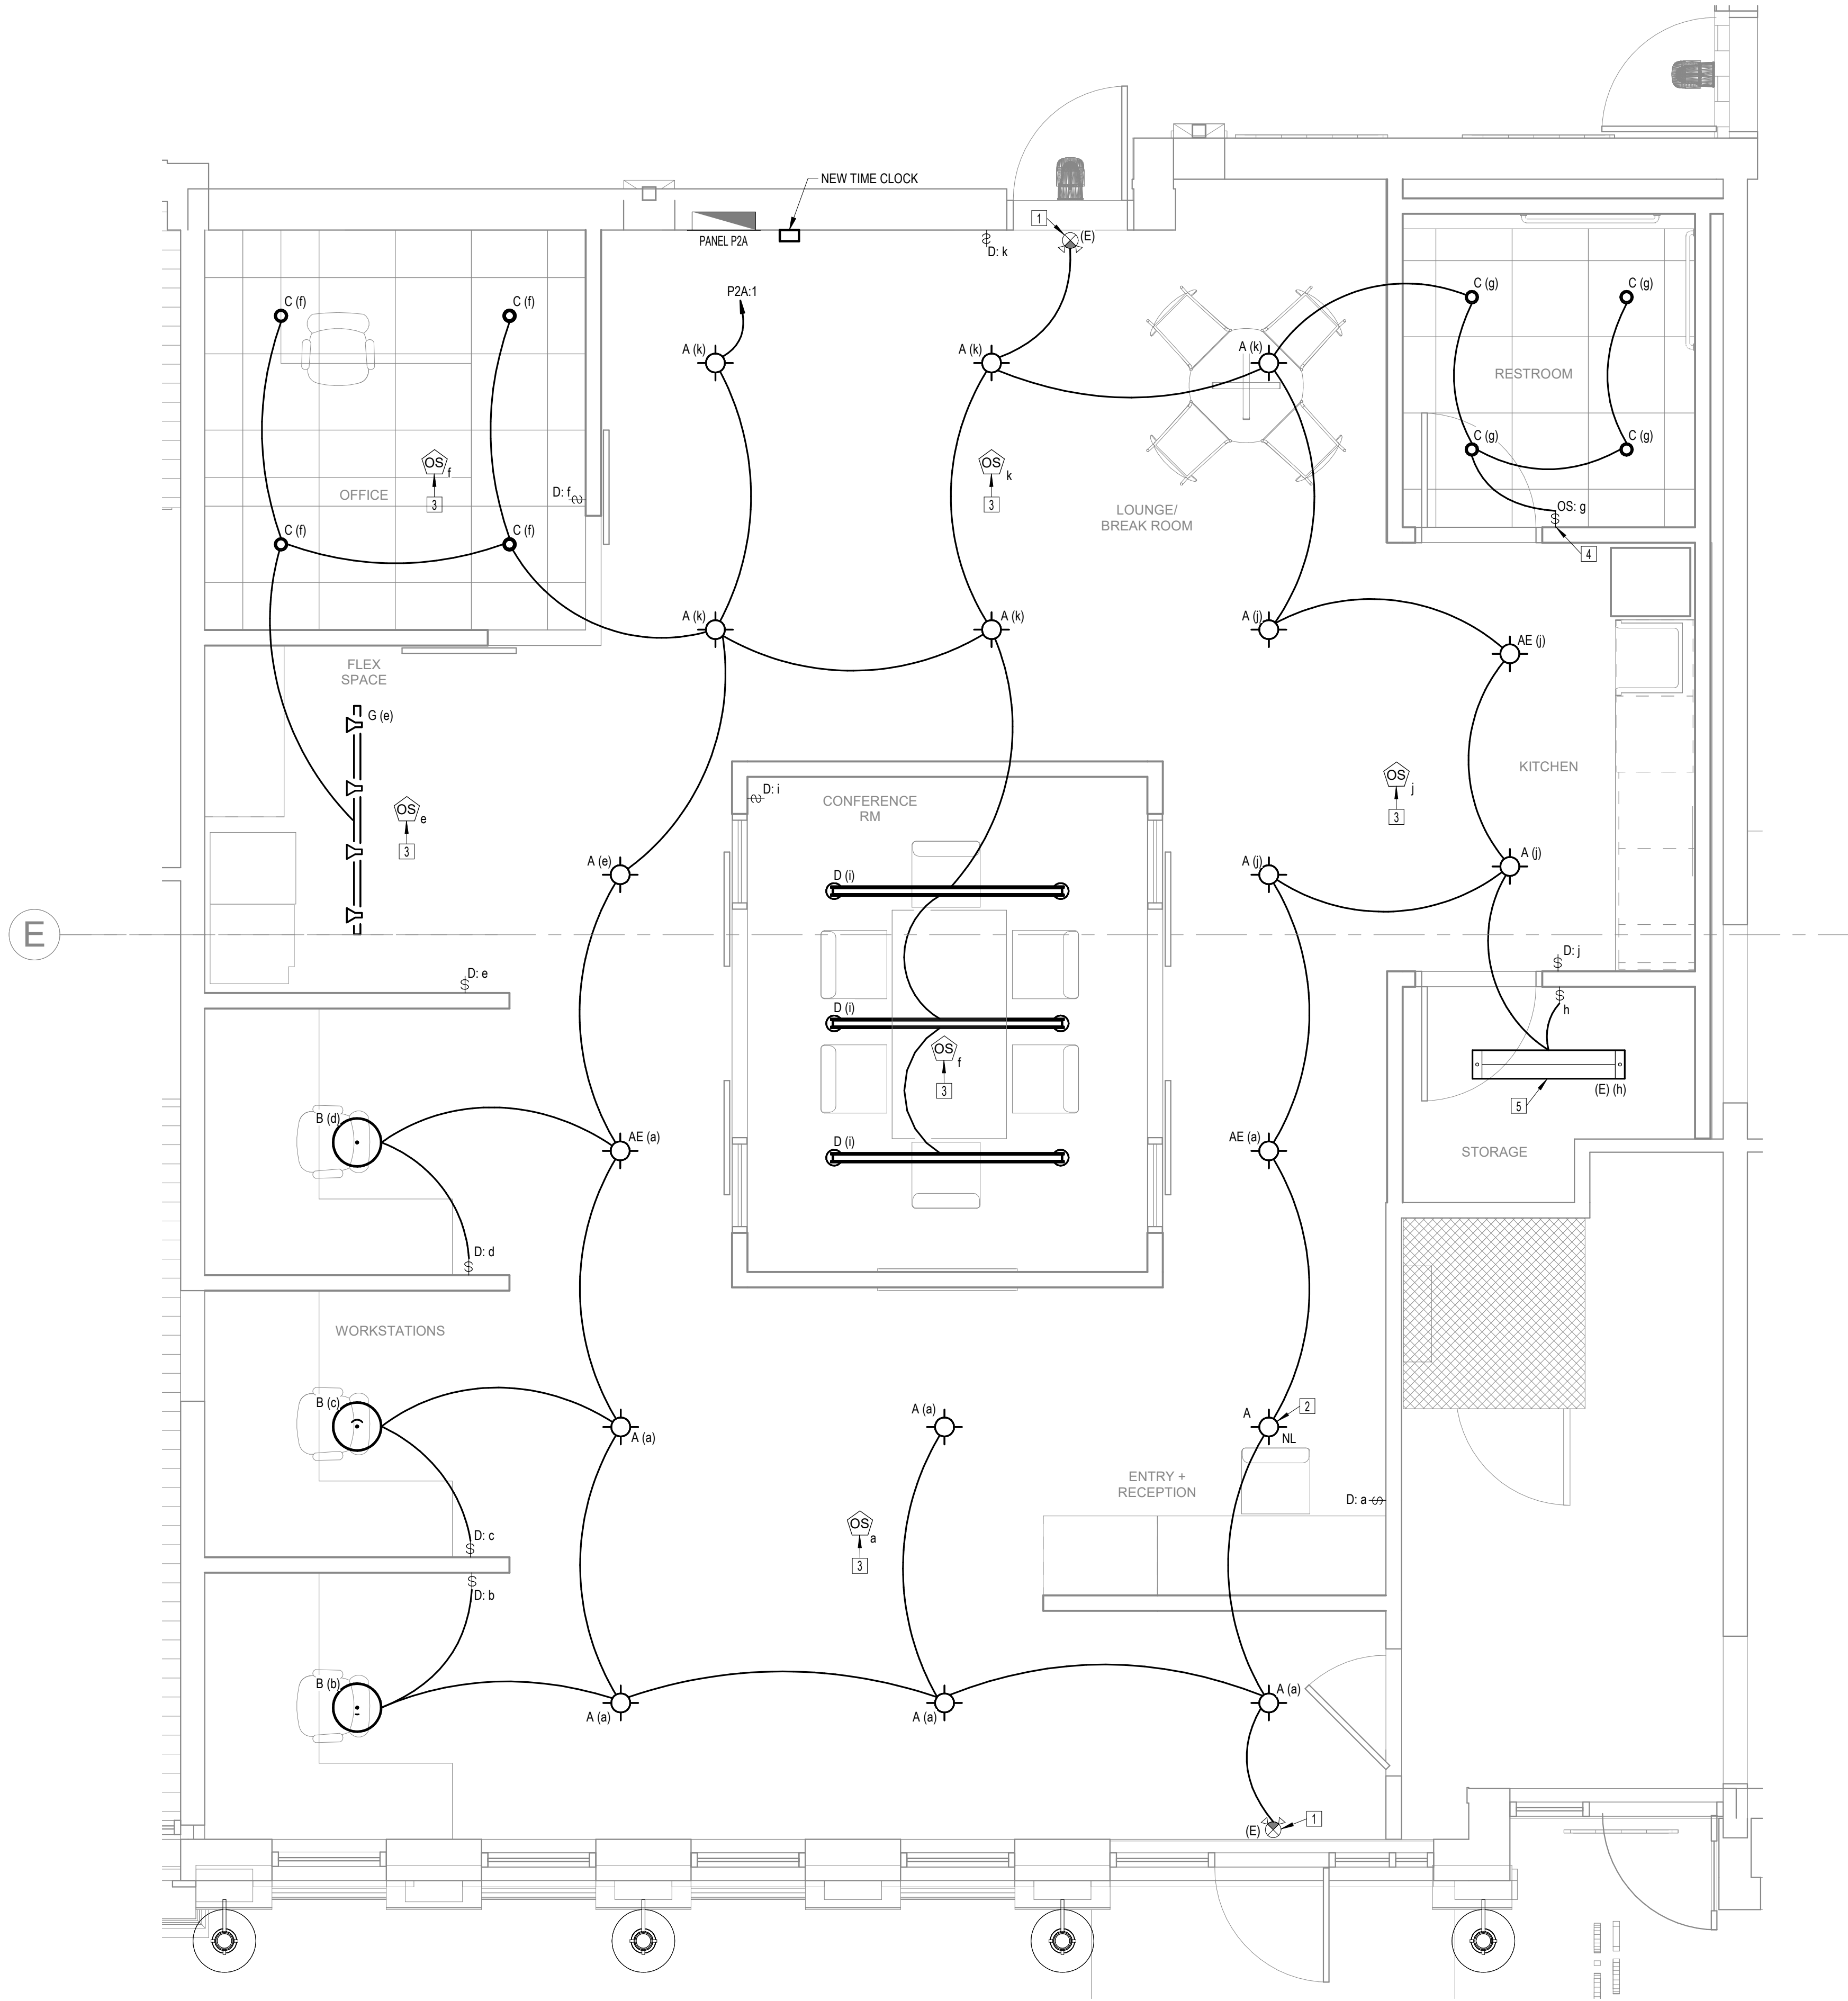 NEW TIME CLOCK
1
(E)
PANEL P2A
D: k
P2A:1
C (f)
C (f)
C (g)
C (g)
A (k)
A (k)
A (k)
RESTROOM
C (g)
C (g)
OS
f
3
OFFICE
D: f
OS
k
3
LOUNGE/
BREAK ROOM
OS: g
4
C (f)
C (f)
A (k)
A (k)
A (j)
AE (j)
FLEX
SPACE
G (e)
OS
e
3
D: i
CONFERENCE
RM
OS
j
3
KITCHEN
A (e)
D (i)
A (j)
A (j)
E
D: e
D: j
D (i)
h
OS
f
3
(E) (h)
5
B (d)
AE (a)
D (i)
AE (a)
STORAGE
D: d
WORKSTATIONS
B (c)
A (a)
A (a)
A
2
NL
ENTRY +
RECEPTION
D: a
OS
a
3
D: c
D: b
B (b)
A (a)
A (a)
A (a)
(E)
1